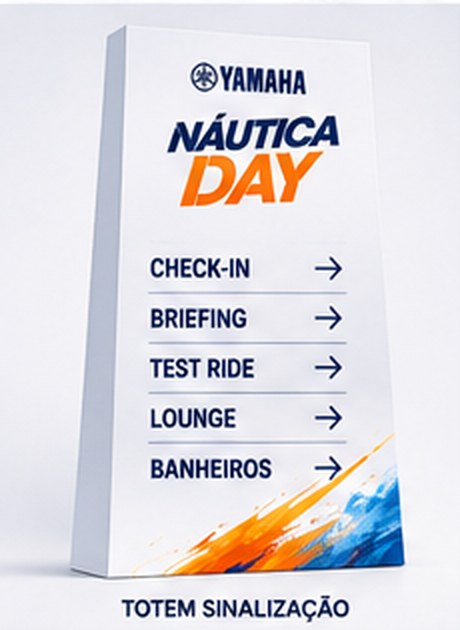 YAMAHA
NÁUTICA
DAY
CHECK-IN →
BRIEFING →
TEST RIDE →
LOUNGE →
BANHEIROS →
TOTEM SINALIZAÇÃO